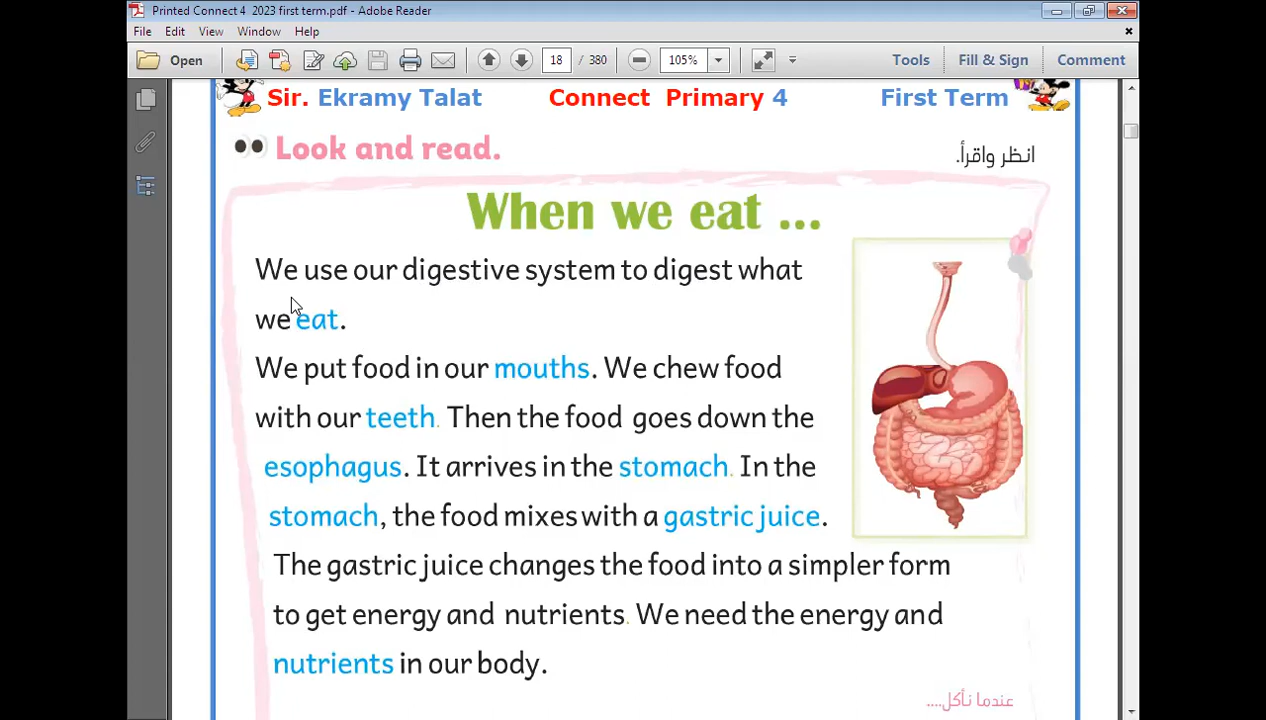 Printed Connect 4 2023 first term.pdf - Adobe Reader
File Edit View Window Help
Open 18 / 380 105% Tools Fill & Sign Comment
Sir. Ekramy Talat Connect Primary 4 First Term
Look and read. انظر واقرأ.
When we eat ...
We use our digestive system to digest what
we eat.
We put food in our mouths. We chew food
with our teeth. Then the food goes down the
esophagus. It arrives in the stomach. In the
stomach, the food mixes with a gastric juice.
The gastric juice changes the food into a simpler form
to get energy and nutrients. We need the energy and
nutrients in our body.
عندما نأكل....